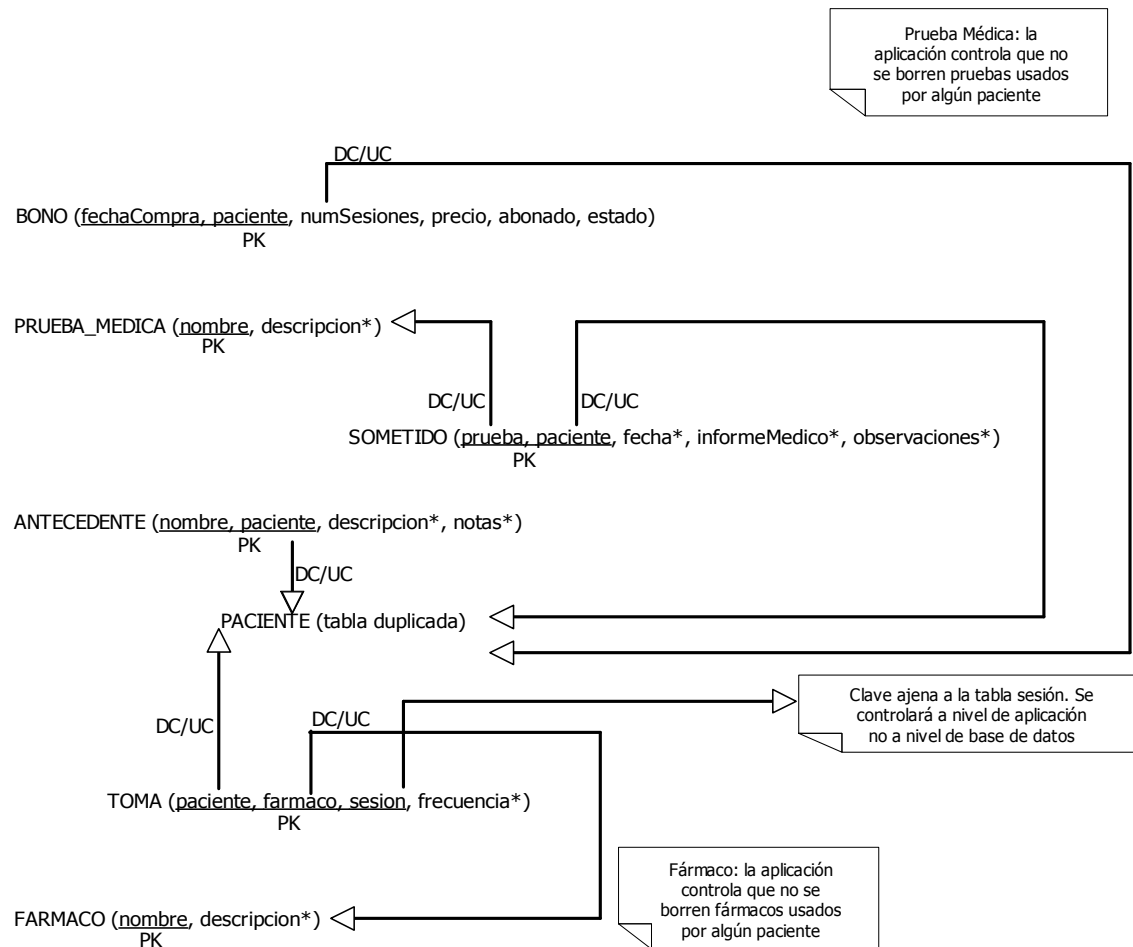 Prueba Médica: la
aplicación controla que no
se borren pruebas usados
por algún paciente
DC/UC
BONO (fechaCompra, paciente, numSesiones, precio, abonado, estado)
PK
PRUEBA_MEDICA (nombre, descripcion*)
PK
DC/UC
DC/UC
SOMETIDO (prueba, paciente, fecha*, informeMedico*, observaciones*)
PK
ANTECEDENTE (nombre, paciente, descripcion*, notas*)
PK
DC/UC
PACIENTE (tabla duplicada)
Clave ajena a la tabla sesión. Se
controlará a nivel de aplicación
no a nivel de base de datos
DC/UC
DC/UC
TOMA (paciente, farmaco, sesion, frecuencia*)
PK
Fármaco: la aplicación
controla que no se
borren fármacos usados
por algún paciente
FARMACO (nombre, descripcion*)
PK